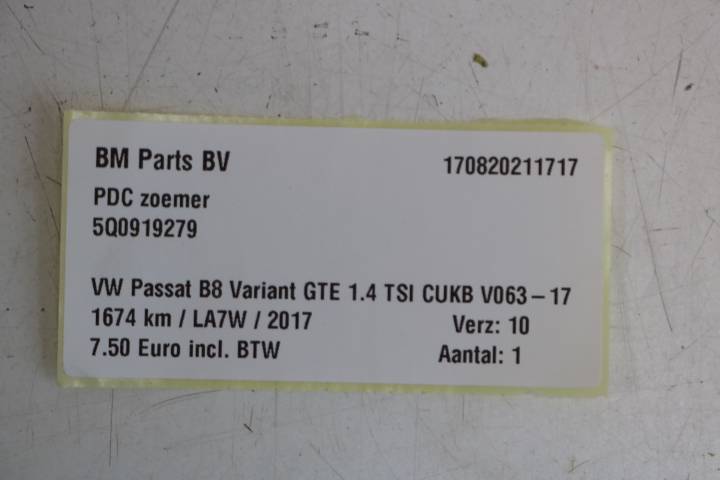 BM Parts BV 170820211717
PDC zoemer
5Q0919279
VW Passat B8 Variant GTE 1.4 TSI CUKB V063-17
1674 km / LA7W / 2017 Verz: 10
7.50 Euro incl. BTW Aantal: 1